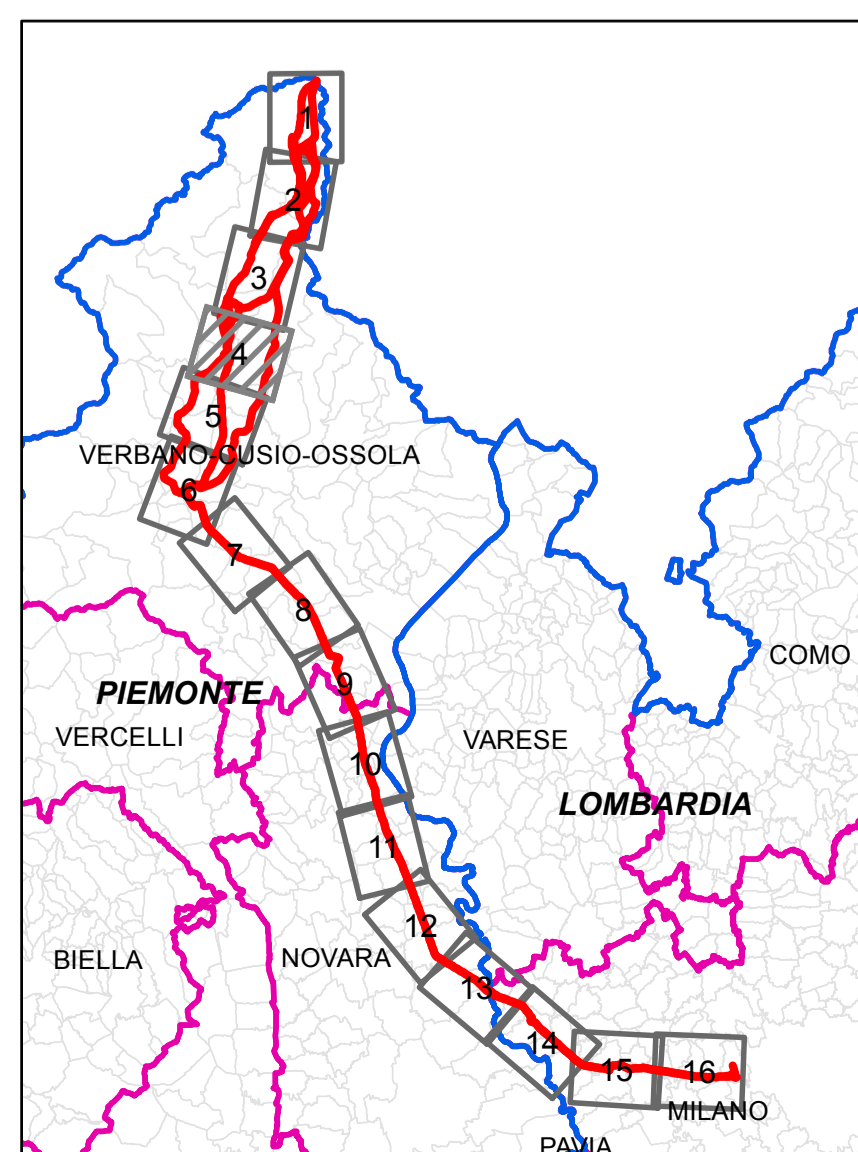 1
2
3
4
5
VERBANO-CUSIO-OSSOLA
6
7
8
COMO
9
PIEMONTE
VERCELLI
VARESE
10
LOMBARDIA
11
12
BIELLA
NOVARA
13
14
15
16
MILANO
PAVIA